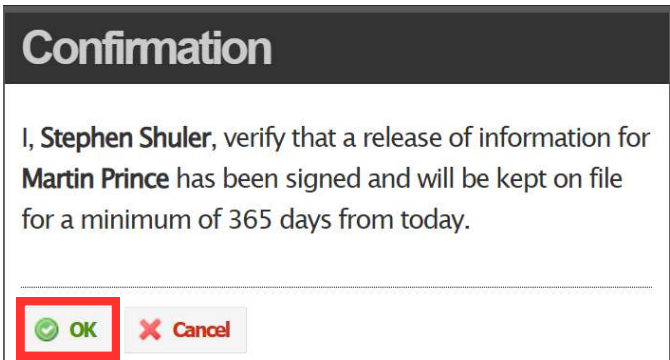 Confirmation
I, Stephen Shuler, verify that a release of information for
Martin Prince has been signed and will be kept on file
for a minimum of 365 days from today.
OK Cancel